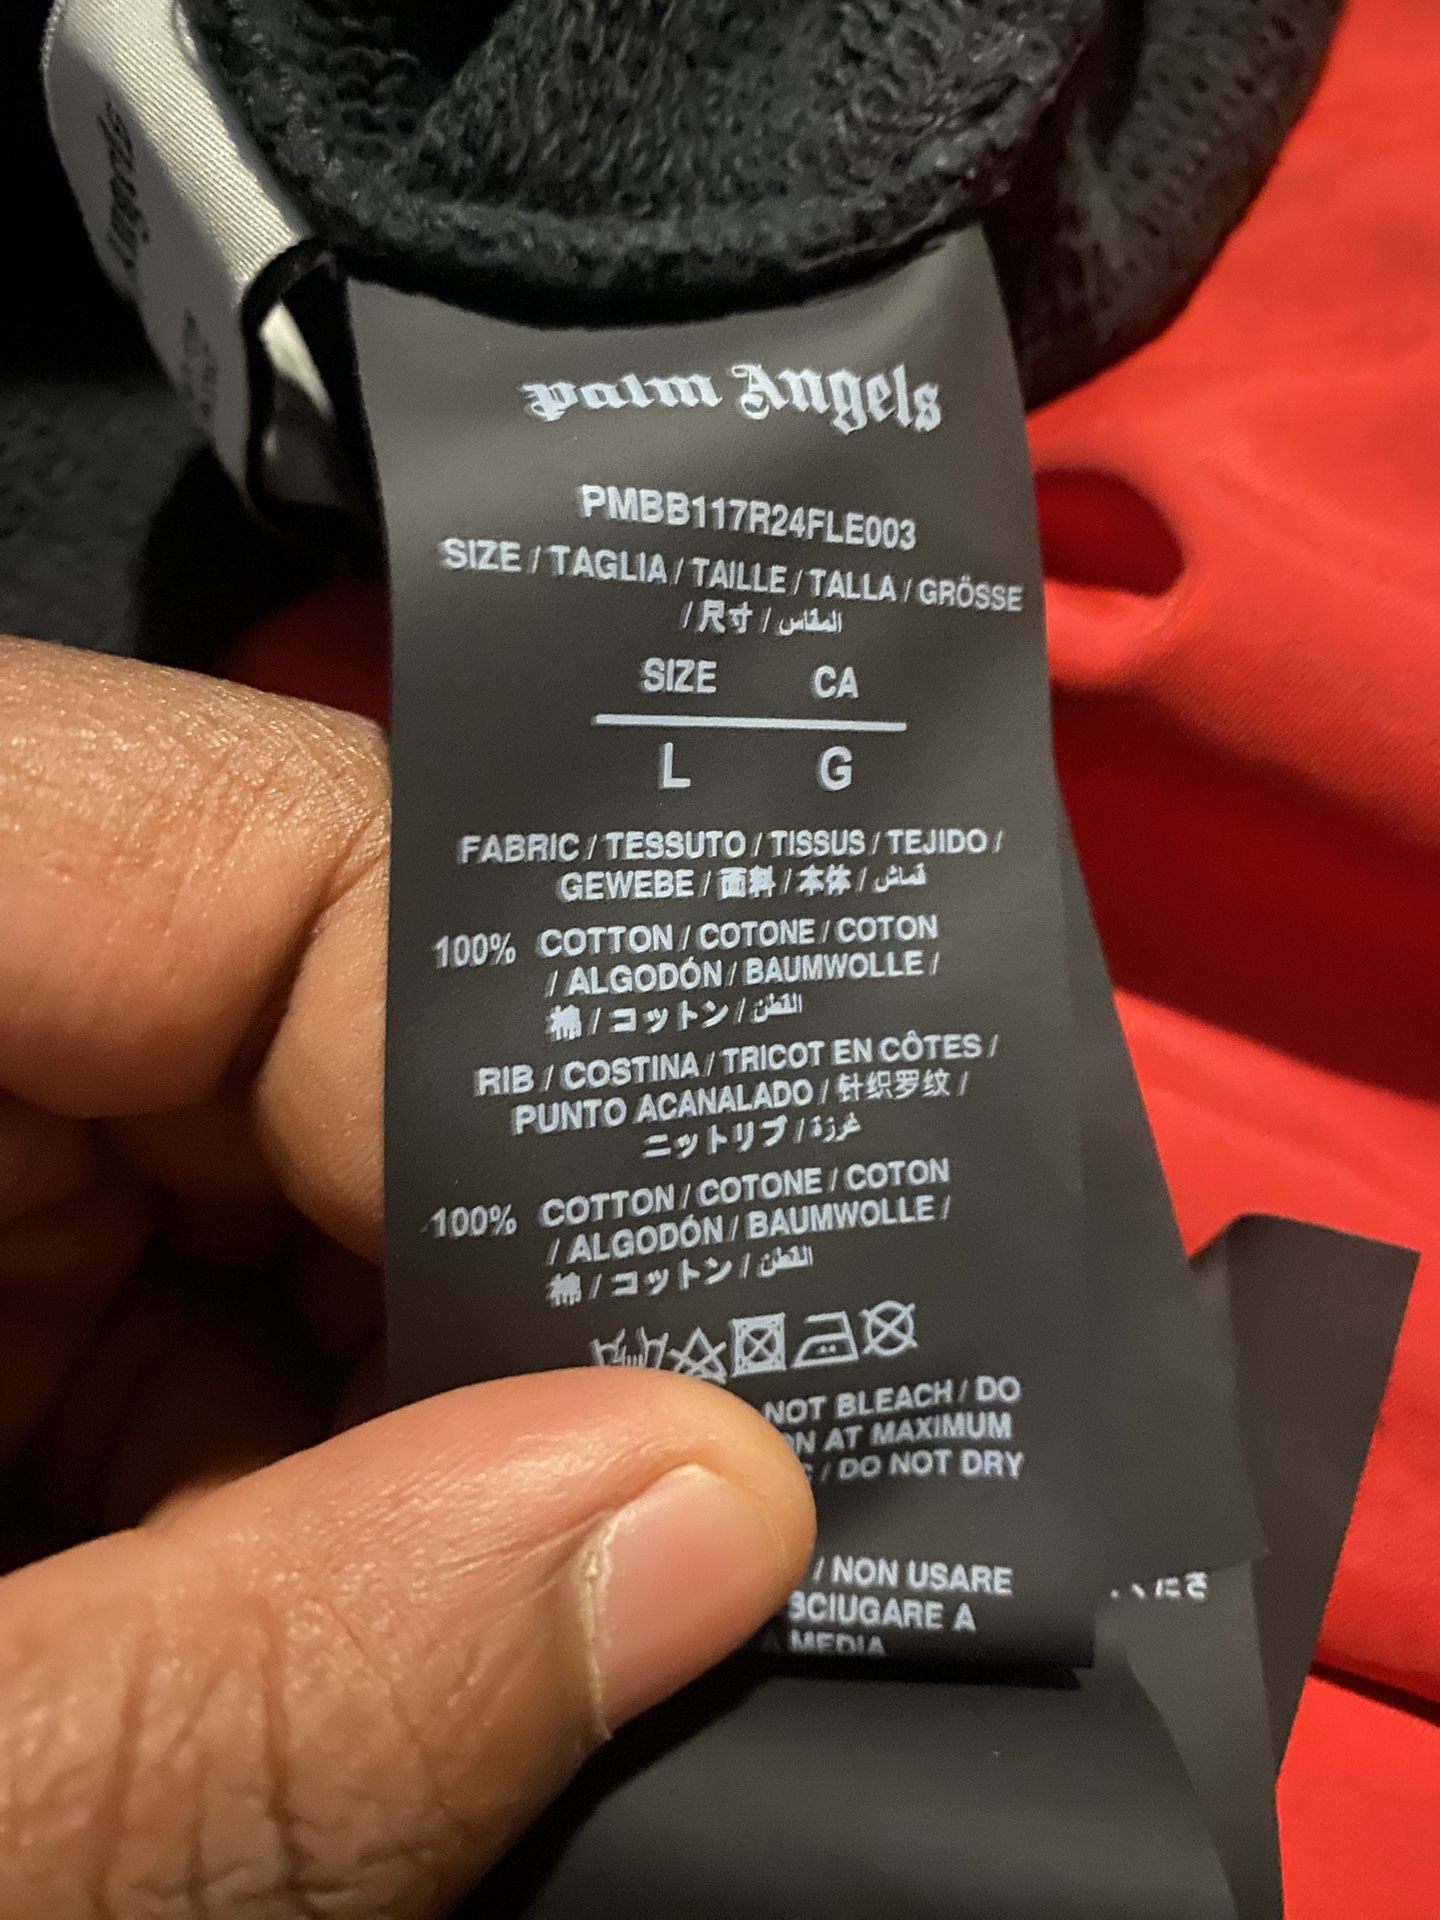 Angels
Palm Angels
PMBB117R24FLE003
SIZE / TAGLIA / TAILLE / TALLA / GRÖSSE
/ 尺寸 / المقاس
SIZE CA
L G
FABRIC / TESSUTO / TISSUS / TEJIDO /
GEWEBE / 面料 / 本体 / قماش
100% COTTON / COTONE / COTON
/ ALGODÓN / BAUMWOLLE /
棉 / コットン / القطن
RIB / COSTINA / TRICOT EN CÔTES /
PUNTO ACANALADO / 针织罗纹 /
ニットリブ / غرزة
100% COTTON / COTONE / COTON
/ ALGODÓN / BAUMWOLLE /
棉 / コットン / القطن
NOT BLEACH / DO
AT MAXIMUM
/ DO NOT DRY
/ NON USARE
SCIUGARE A
MEDIA